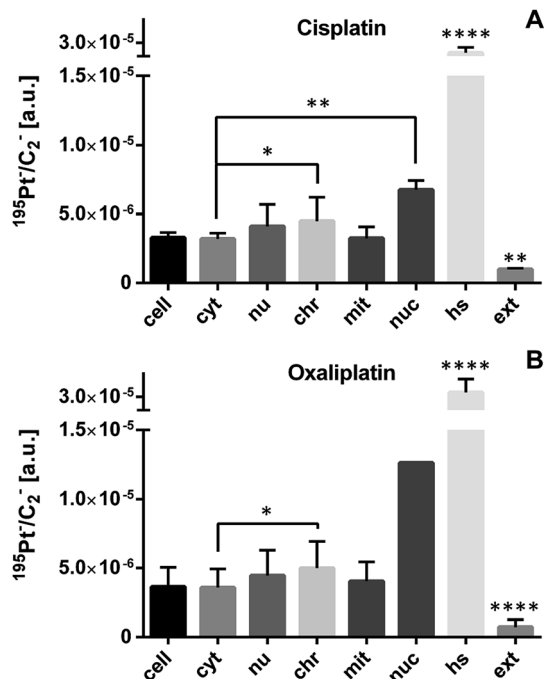 A
Cisplatin
¹⁹⁵Pt⁻/C₂⁻ [a.u.]
3.0×10⁻⁵
1.5×10⁻⁵
1.0×10⁻⁵
5.0×10⁻⁶
0
****
**
*
**
cell cyt nu chr mit nuc hs ext
B
Oxaliplatin
¹⁹⁵Pt⁻/C₂⁻ [a.u.]
3.0×10⁻⁵
1.5×10⁻⁵
1.0×10⁻⁵
5.0×10⁻⁶
0
****
*
****
cell cyt nu chr mit nuc hs ext